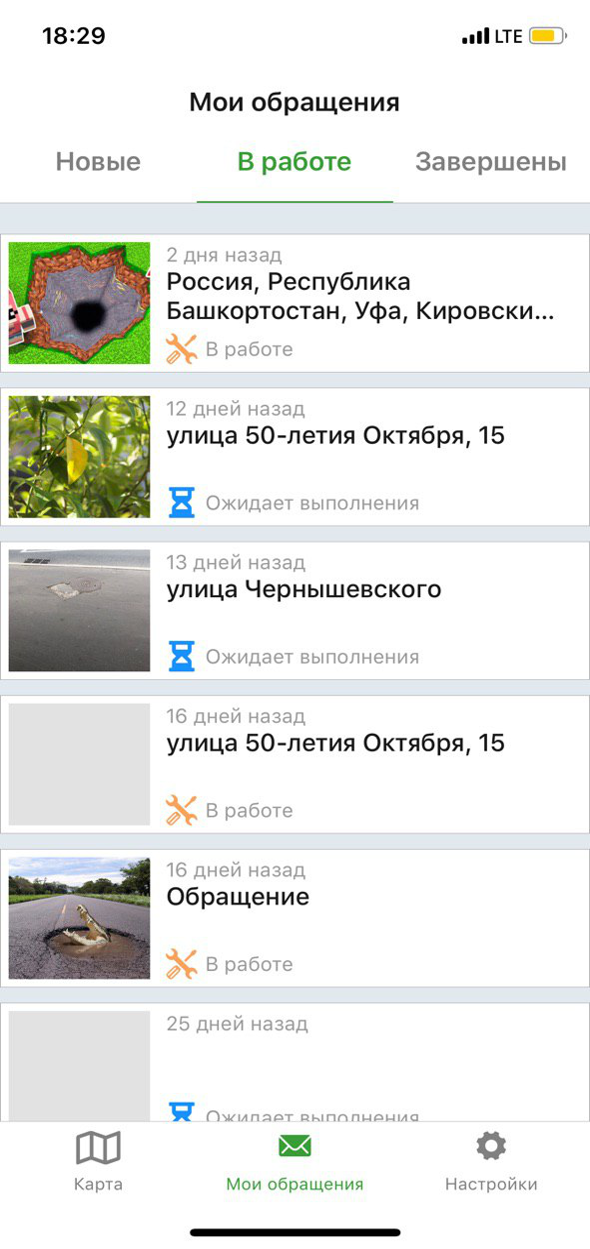 18:29
LTE
Мои обращения
Новые
В работе
Завершены
2 дня назад
Россия, Республика
Башкортостан, Уфа, Кировски...
В работе
12 дней назад
улица 50-летия Октября, 15
Ожидает выполнения
13 дней назад
улица Чернышевского
Ожидает выполнения
16 дней назад
улица 50-летия Октября, 15
В работе
16 дней назад
Обращение
В работе
25 дней назад
Ожидает выполнения
Карта
Мои обращения
Настройки